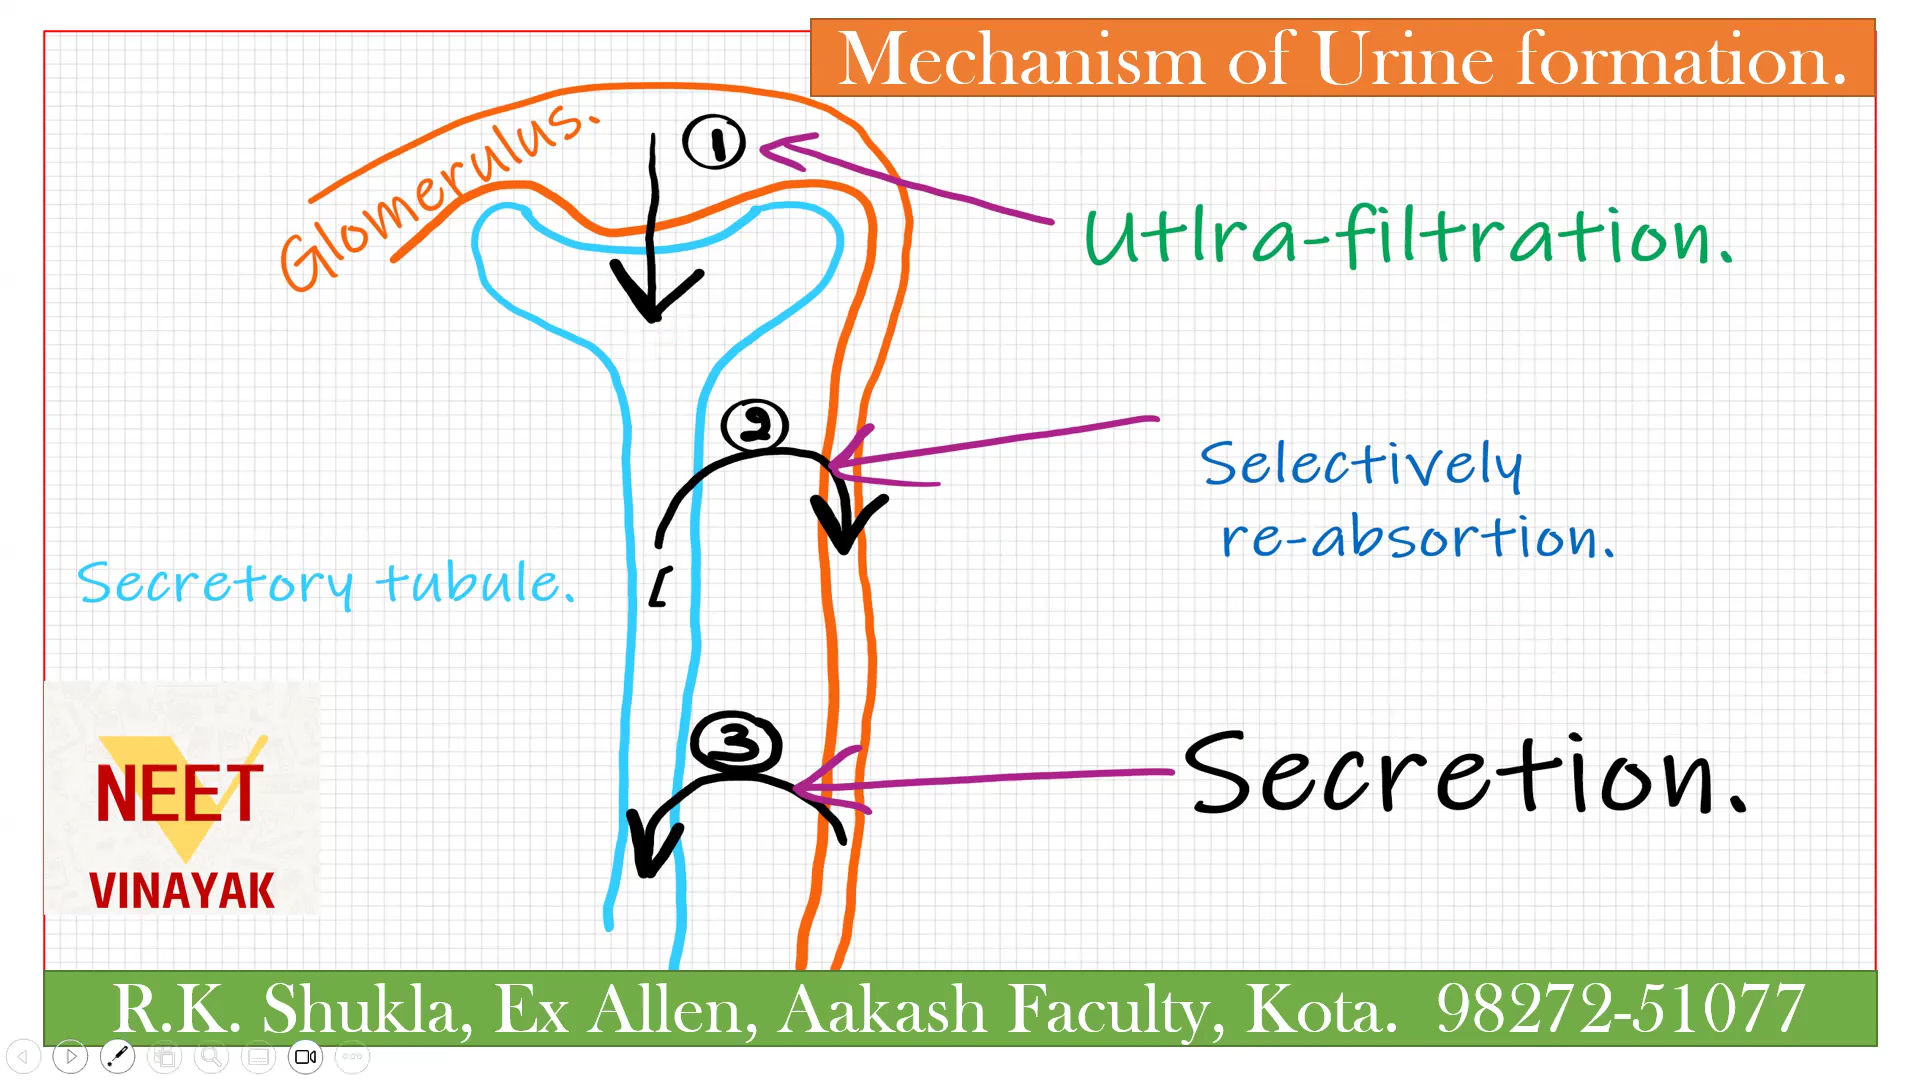 Mechanism of Urine formation.
Glomerulus.
1
Utlra-filtration.
2
Selectively
re-absortion.
Secretory tubule.
3
Secretion.
NEET
VINAYAK
R.K. Shukla, Ex Allen, Aakash Faculty, Kota. 98272-51077